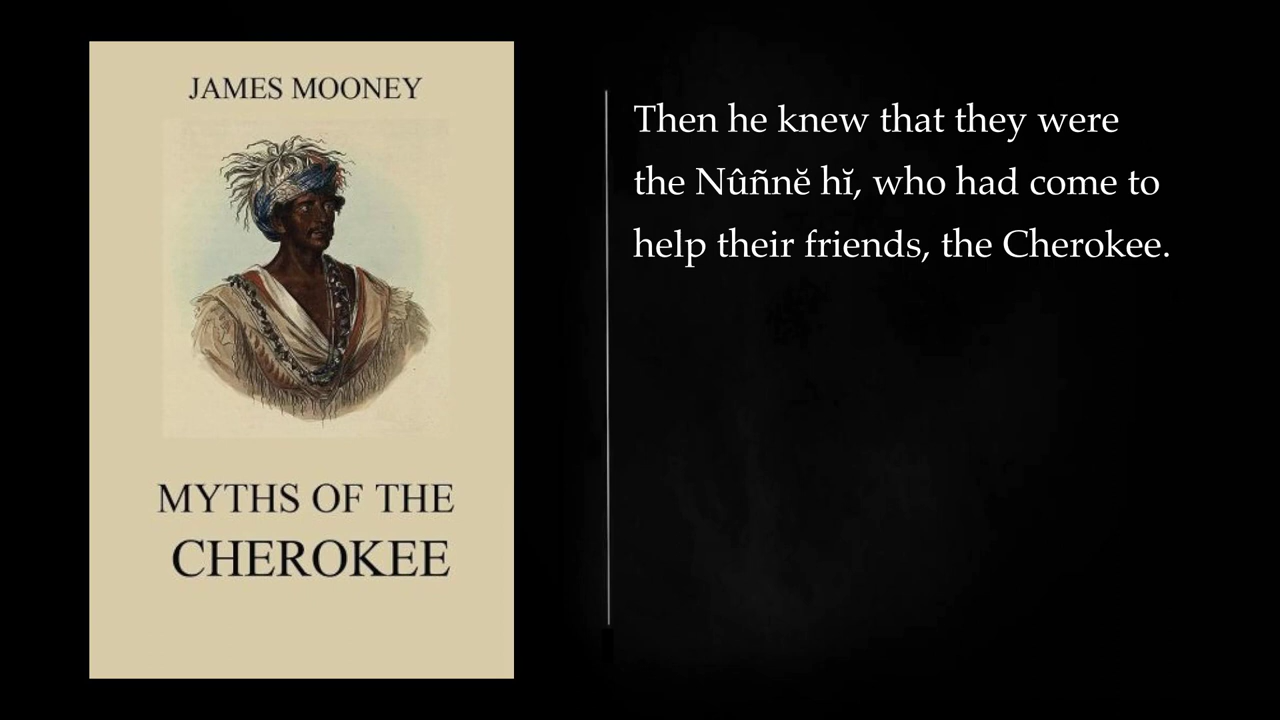 JAMES MOONEY
MYTHS OF THE
CHEROKEE
Then he knew that they were
the Nûñnĕ hĭ, who had come to
help their friends, the Cherokee.